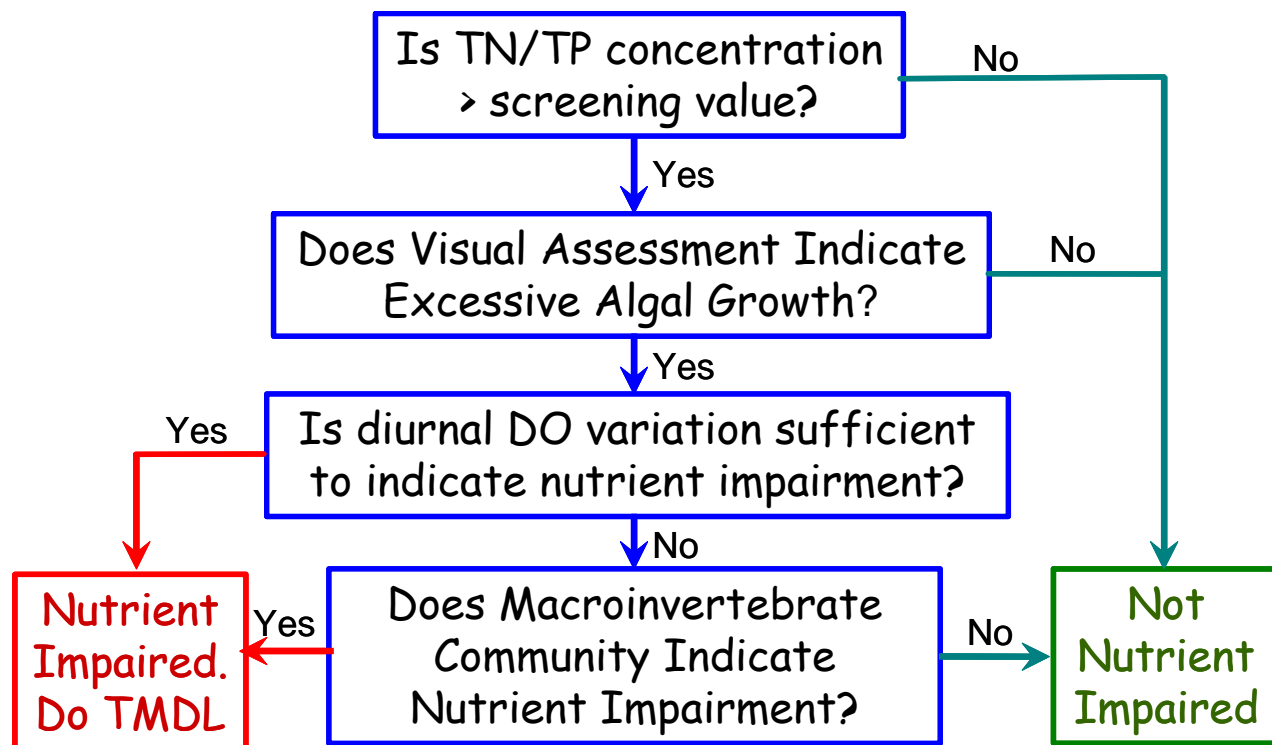 Is TN/TP concentration
> screening value?
No
Yes
Does Visual Assessment Indicate
Excessive Algal Growth?
No
Yes
Is diurnal DO variation sufficient
to indicate nutrient impairment?
Yes
No
Does Macroinvertebrate
Community Indicate
Nutrient Impairment?
Yes
No
Nutrient
Impaired.
Do TMDL
Not
Nutrient
Impaired